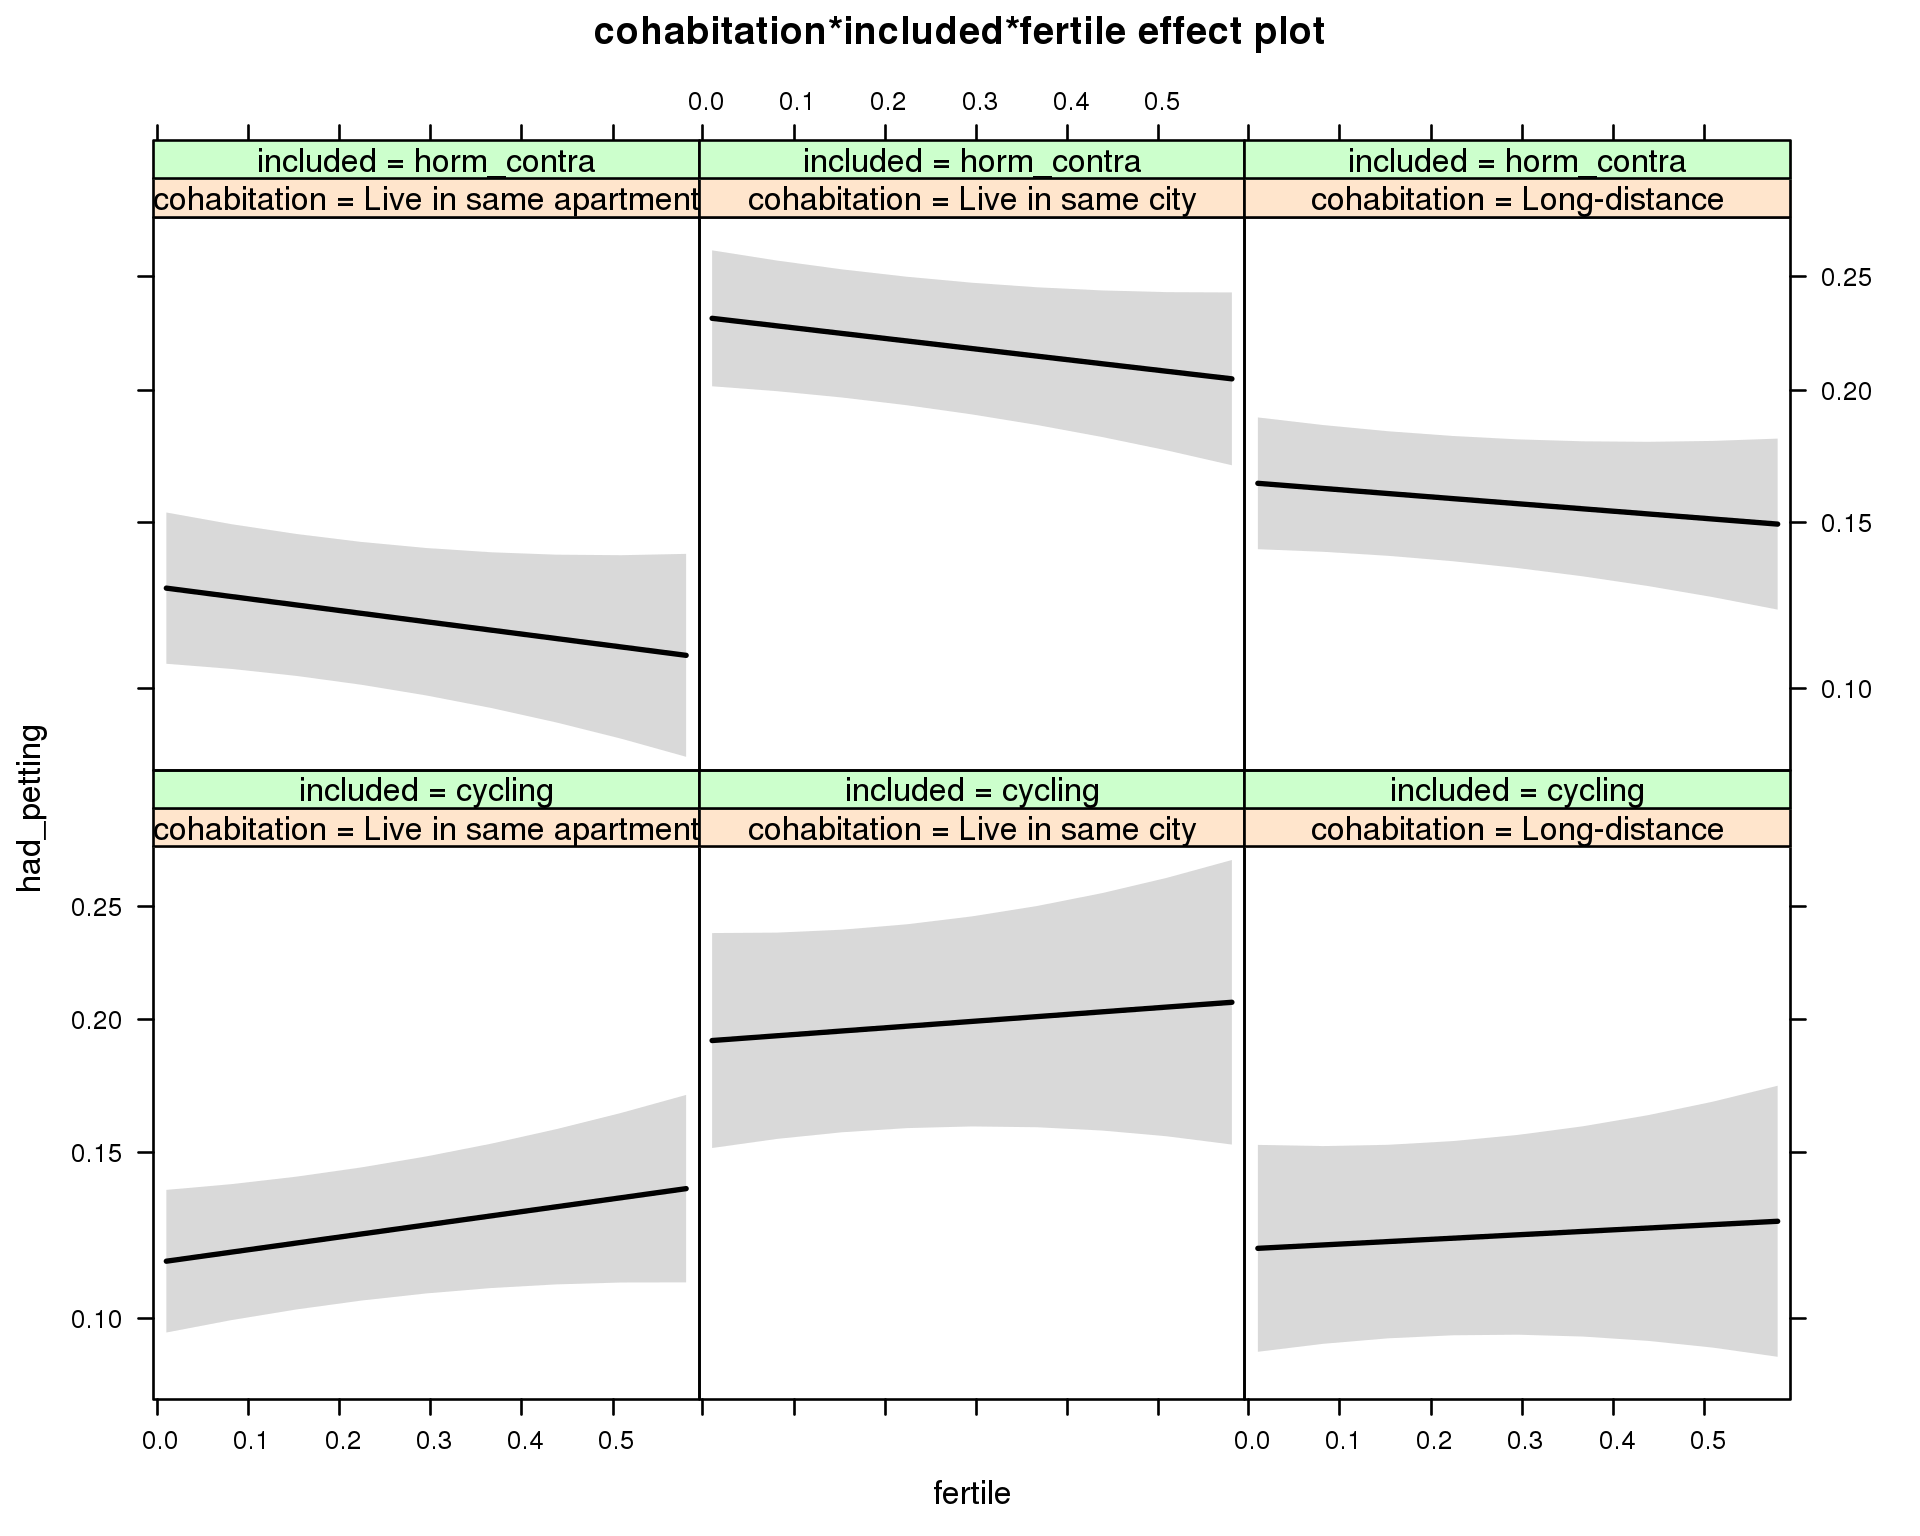 cohabitation*included*fertile effect plot
0.0 0.1 0.2 0.3 0.4 0.5
included = horm_contra included = horm_contra included = horm_contra
cohabitation = Live in same apartment cohabitation = Live in same city cohabitation = Long-distance
0.25
0.20
0.15
0.10
had_petting
included = cycling included = cycling included = cycling
cohabitation = Live in same apartment cohabitation = Live in same city cohabitation = Long-distance
0.25
0.20
0.15
0.10
0.0 0.1 0.2 0.3 0.4 0.5 0.0 0.1 0.2 0.3 0.4 0.5
fertile